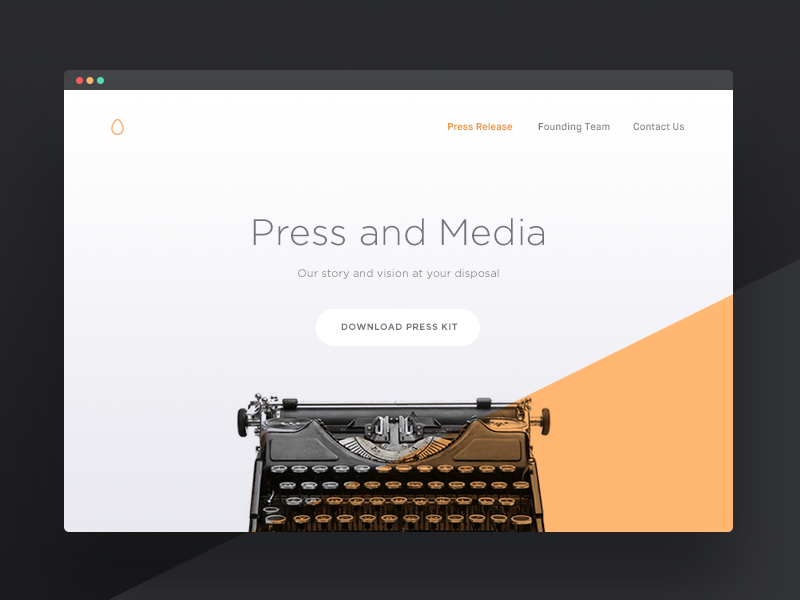 Press Release Founding Team Contact Us
Press and Media
Our story and vision at your disposal
DOWNLOAD PRESS KIT